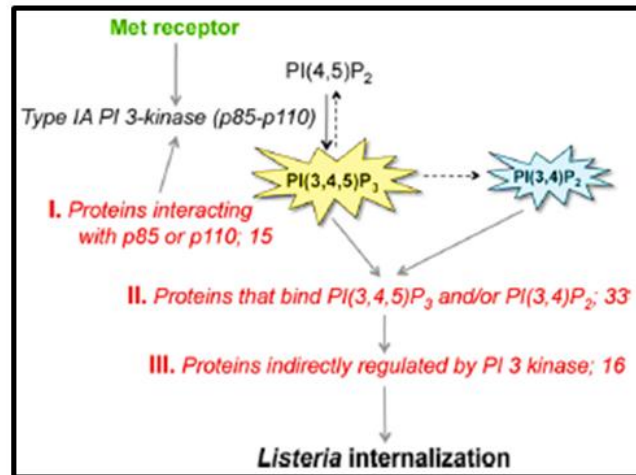 Met receptor
PI(4,5)P₂
Type IA PI 3-kinase (p85-p110)
PI(3,4,5)P₃
PI(3,4)P₂
I. Proteins interacting
with p85 or p110; 15
II. Proteins that bind PI(3,4,5)P₃ and/or PI(3,4)P₂; 33
III. Proteins indirectly regulated by PI 3 kinase; 16
Listeria internalization